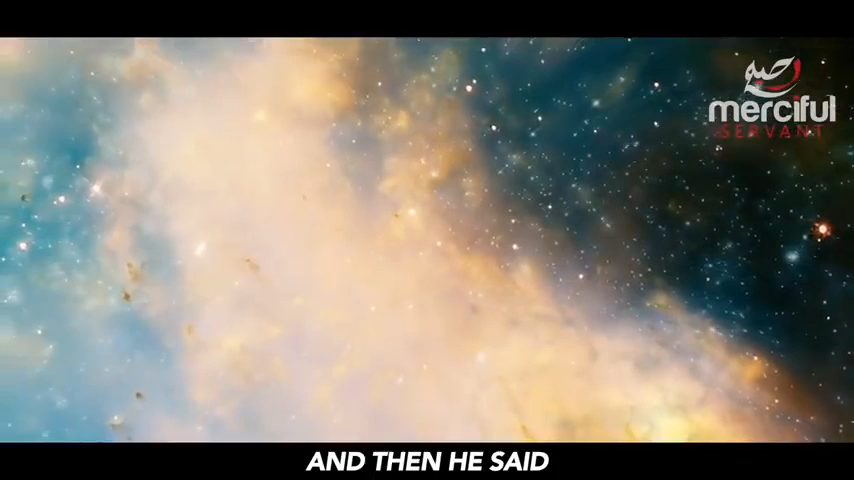 merciful
SERVANT
AND THEN HE SAID